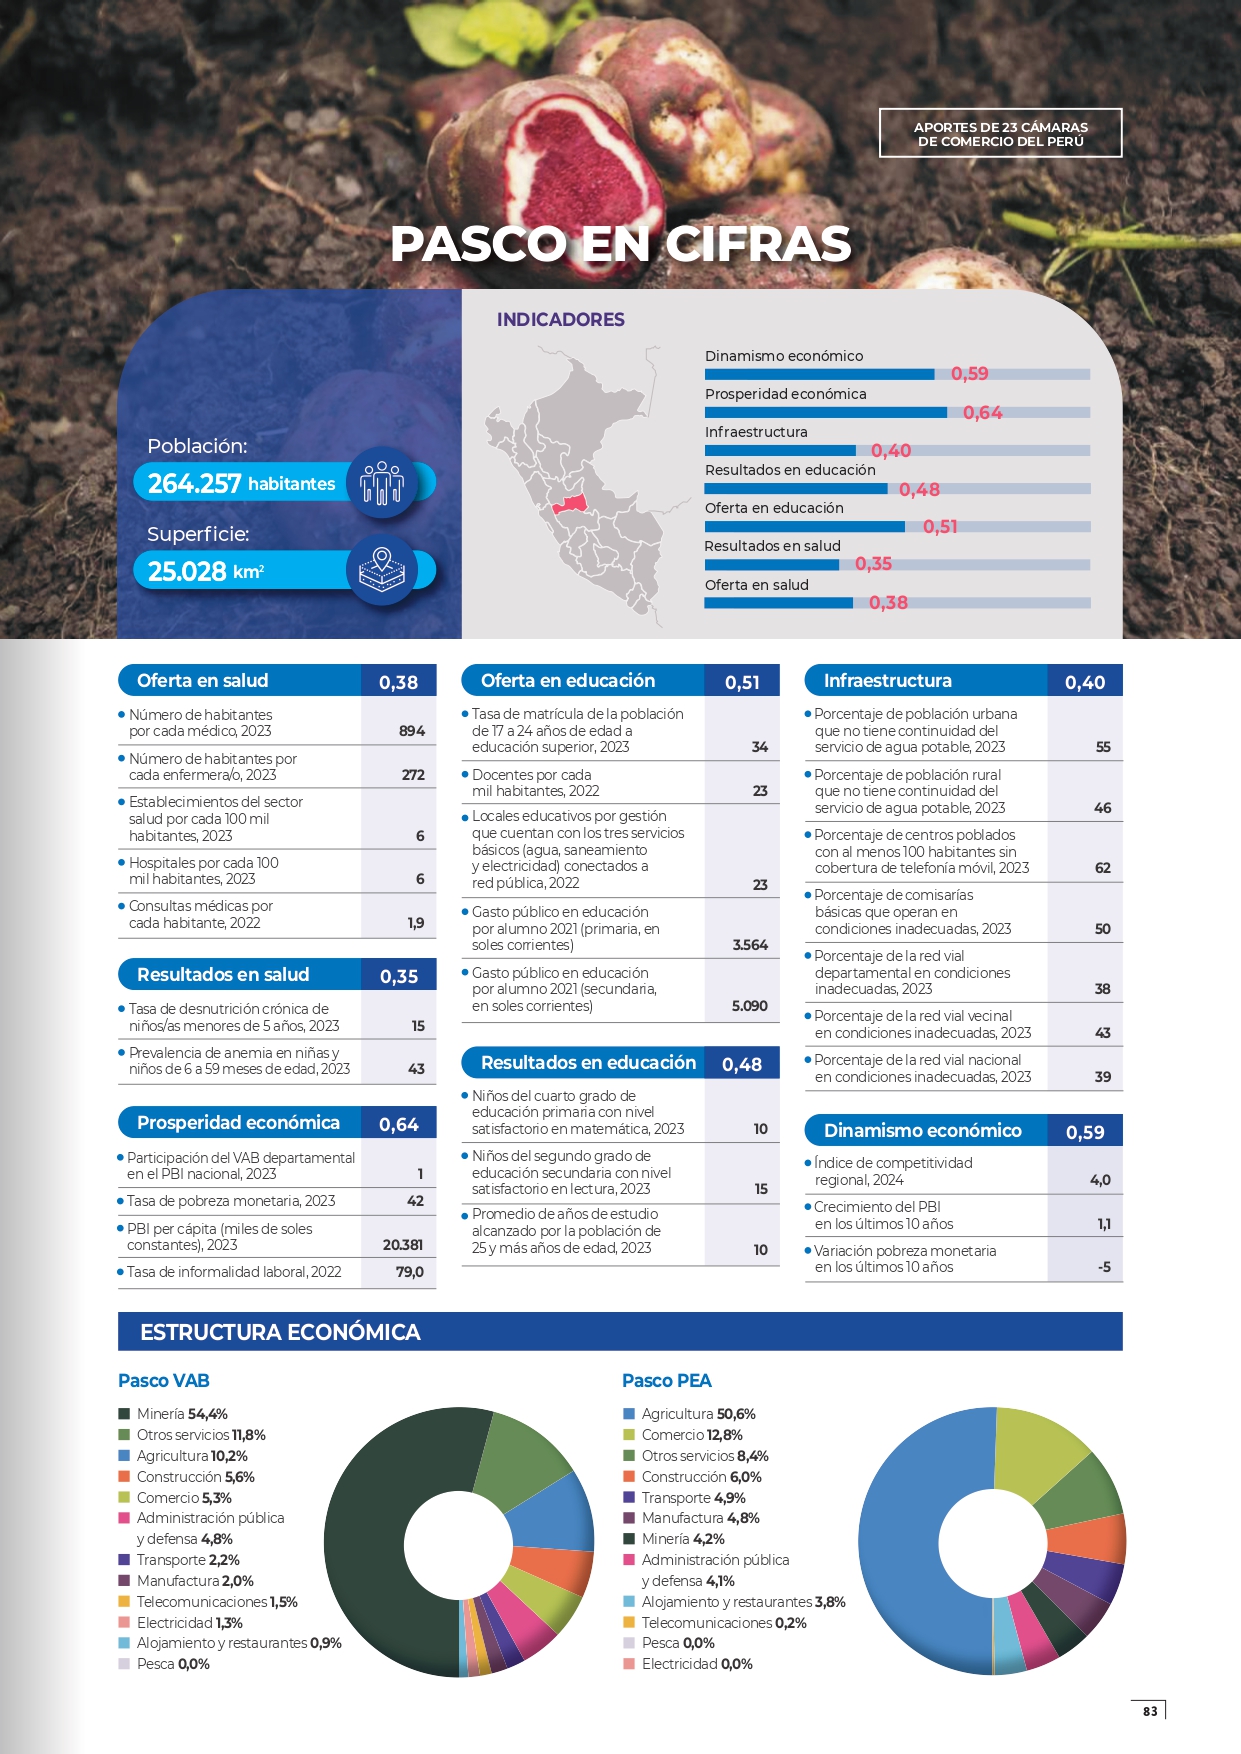 APORTES DE 23 CÁMARAS
DE COMERCIO DEL PERÚ
PASCO EN CIFRAS
Población:
264.257 habitantes
Superficie:
25.028 km²
INDICADORES
Dinamismo económico
0,59
Prosperidad económica
0,64
Infraestructura
0,40
Resultados en educación
0,48
Oferta en educación
0,51
Resultados en salud
0,35
Oferta en salud
0,38
Oferta en salud 0,38
Número de habitantes
por cada médico, 2023 894
Número de habitantes por
cada enfermera/o, 2023 272
Establecimientos del sector
salud por cada 100 mil
habitantes, 2023 6
Hospitales por cada 100
mil habitantes, 2023 6
Consultas médicas por
cada habitante, 2022 1,9
Resultados en salud 0,35
Tasa de desnutrición crónica de
niños/as menores de 5 años, 2023 15
Prevalencia de anemia en niñas y
niños de 6 a 59 meses de edad, 2023 43
Prosperidad económica 0,64
Participación del VAB departamental
en el PBI nacional, 2023 1
Tasa de pobreza monetaria, 2023 42
PBI per cápita (miles de soles
constantes), 2023 20.381
Tasa de informalidad laboral, 2022 79,0
Oferta en educación 0,51
Tasa de matrícula de la población
de 17 a 24 años de edad a
educación superior, 2023 34
Docentes por cada
mil habitantes, 2022 23
Locales educativos por gestión
que cuentan con los tres servicios
básicos (agua, saneamiento
y electricidad) conectados a
red pública, 2022 23
Gasto público en educación
por alumno 2021 (primaria, en
soles corrientes) 3.564
Gasto público en educación
por alumno 2021 (secundaria,
en soles corrientes) 5.090
Resultados en educación 0,48
Niños del cuarto grado de
educación primaria con nivel
satisfactorio en matemática, 2023 10
Niños del segundo grado de
educación secundaria con nivel
satisfactorio en lectura, 2023 15
Promedio de años de estudio
alcanzado por la población de
25 y más años de edad, 2023 10
Infraestructura 0,40
Porcentaje de población urbana
que no tiene continuidad del
servicio de agua potable, 2023 55
Porcentaje de población rural
que no tiene continuidad del
servicio de agua potable, 2023 46
Porcentaje de centros poblados
con al menos 100 habitantes sin
cobertura de telefonía móvil, 2023 62
Porcentaje de comisarías
básicas que operan en
condiciones inadecuadas, 2023 50
Porcentaje de la red vial
departamental en condiciones
inadecuadas, 2023 38
Porcentaje de la red vial vecinal
en condiciones inadecuadas, 2023 43
Porcentaje de la red vial nacional
en condiciones inadecuadas, 2023 39
Dinamismo económico 0,59
Índice de competitividad
regional, 2024 4,0
Crecimiento del PBI
en los últimos 10 años 1,1
Variación pobreza monetaria
en los últimos 10 años -5
ESTRUCTURA ECONÓMICA
Pasco VAB
Minería 54,4%
Otros servicios 11,8%
Agricultura 10,2%
Construcción 5,6%
Comercio 5,3%
Administración pública
y defensa 4,8%
Transporte 2,2%
Manufactura 2,0%
Telecomunicaciones 1,5%
Electricidad 1,3%
Alojamiento y restaurantes 0,9%
Pesca 0,0%
Pasco PEA
Agricultura 50,6%
Comercio 12,8%
Otros servicios 8,4%
Construcción 6,0%
Transporte 4,9%
Manufactura 4,8%
Minería 4,2%
Administración pública
y defensa 4,1%
Alojamiento y restaurantes 3,8%
Telecomunicaciones 0,2%
Pesca 0,0%
Electricidad 0,0%
83